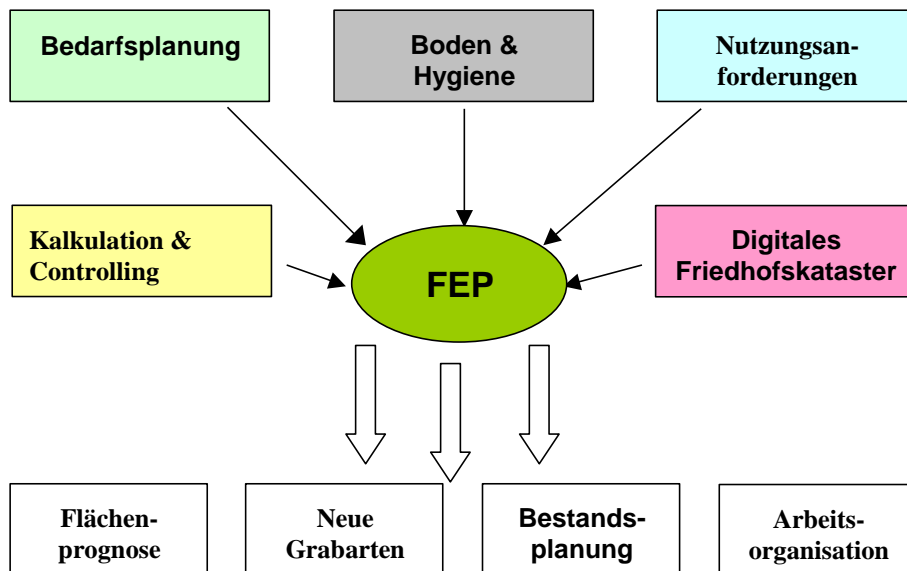 Bedarfsplanung
Boden &
Hygiene
Nutzungsan-
forderungen
Kalkulation &
Controlling
FEP
Digitales
Friedhofskataster
Flächen-
prognose
Neue
Grabarten
Bestands-
planung
Arbeits-
organisation